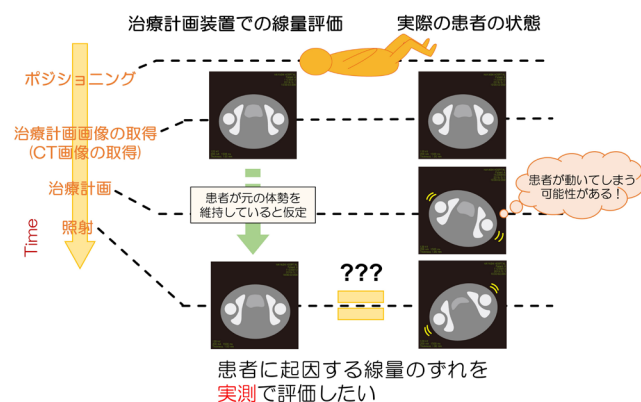 治療計画装置での線量評価
実際の患者の状態
ポジショニング
治療計画画像の取得
(CT画像の取得)
治療計画
照射
Time
患者が元の体勢を
維持していると仮定
患者が動いてしまう
可能性がある!
???
患者に起因する線量のずれを
実測で評価したい